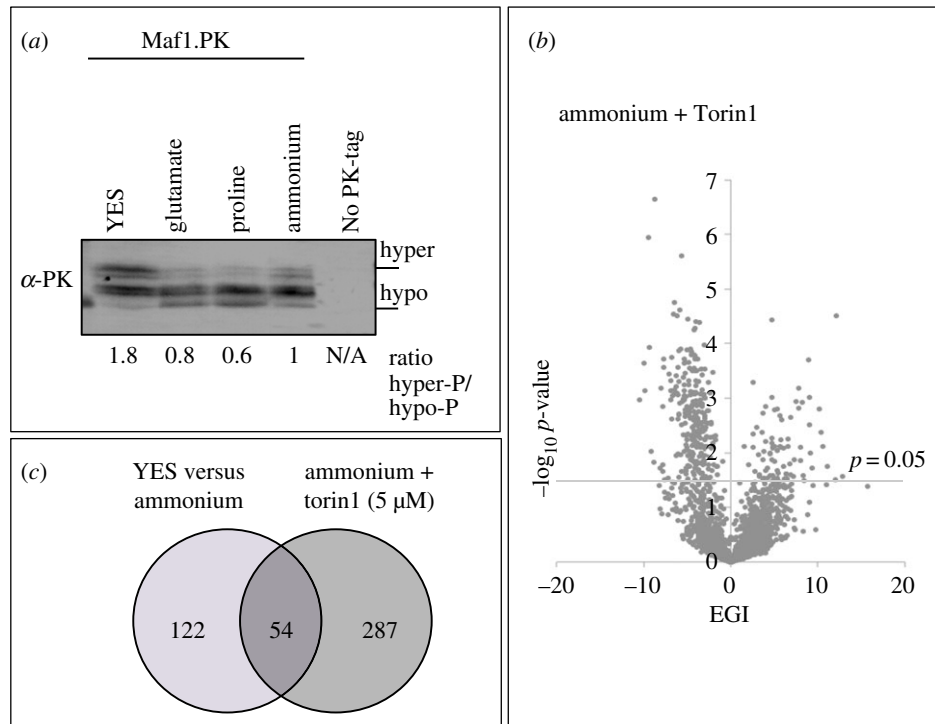 (a)
Maf1.PK
YES
glutamate
proline
ammonium
No PK-tag
α-PK
hyper
hypo
1.8 0.8 0.6 1 N/A
ratio
hyper-P/
hypo-P
(b)
ammonium + Torin1
7
6
5
4
3
2
1
0
–log10 p-value
p = 0.05
–20 –10 0 10 20
EGI
(c)
YES versus
ammonium
ammonium +
torin1 (5 µM)
122 54 287